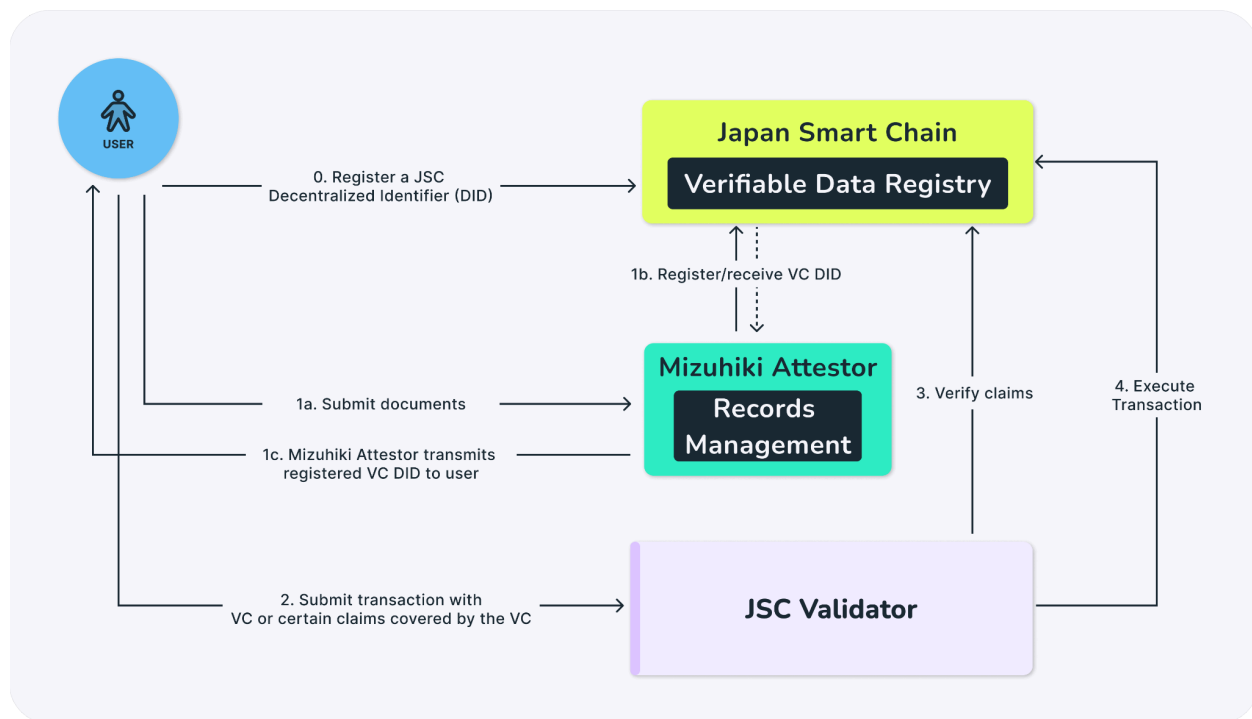 USER
Japan Smart Chain
Verifiable Data Registry
0. Register a JSC
Decentralized Identifier (DID)
1b. Register/receive VC DID
Mizuhiki Attestor
Records
Management
1a. Submit documents
3. Verify claims
4. Execute
Transaction
1c. Mizuhiki Attestor transmits
registered VC DID to user
2. Submit transaction with
VC or certain claims covered by the VC
JSC Validator